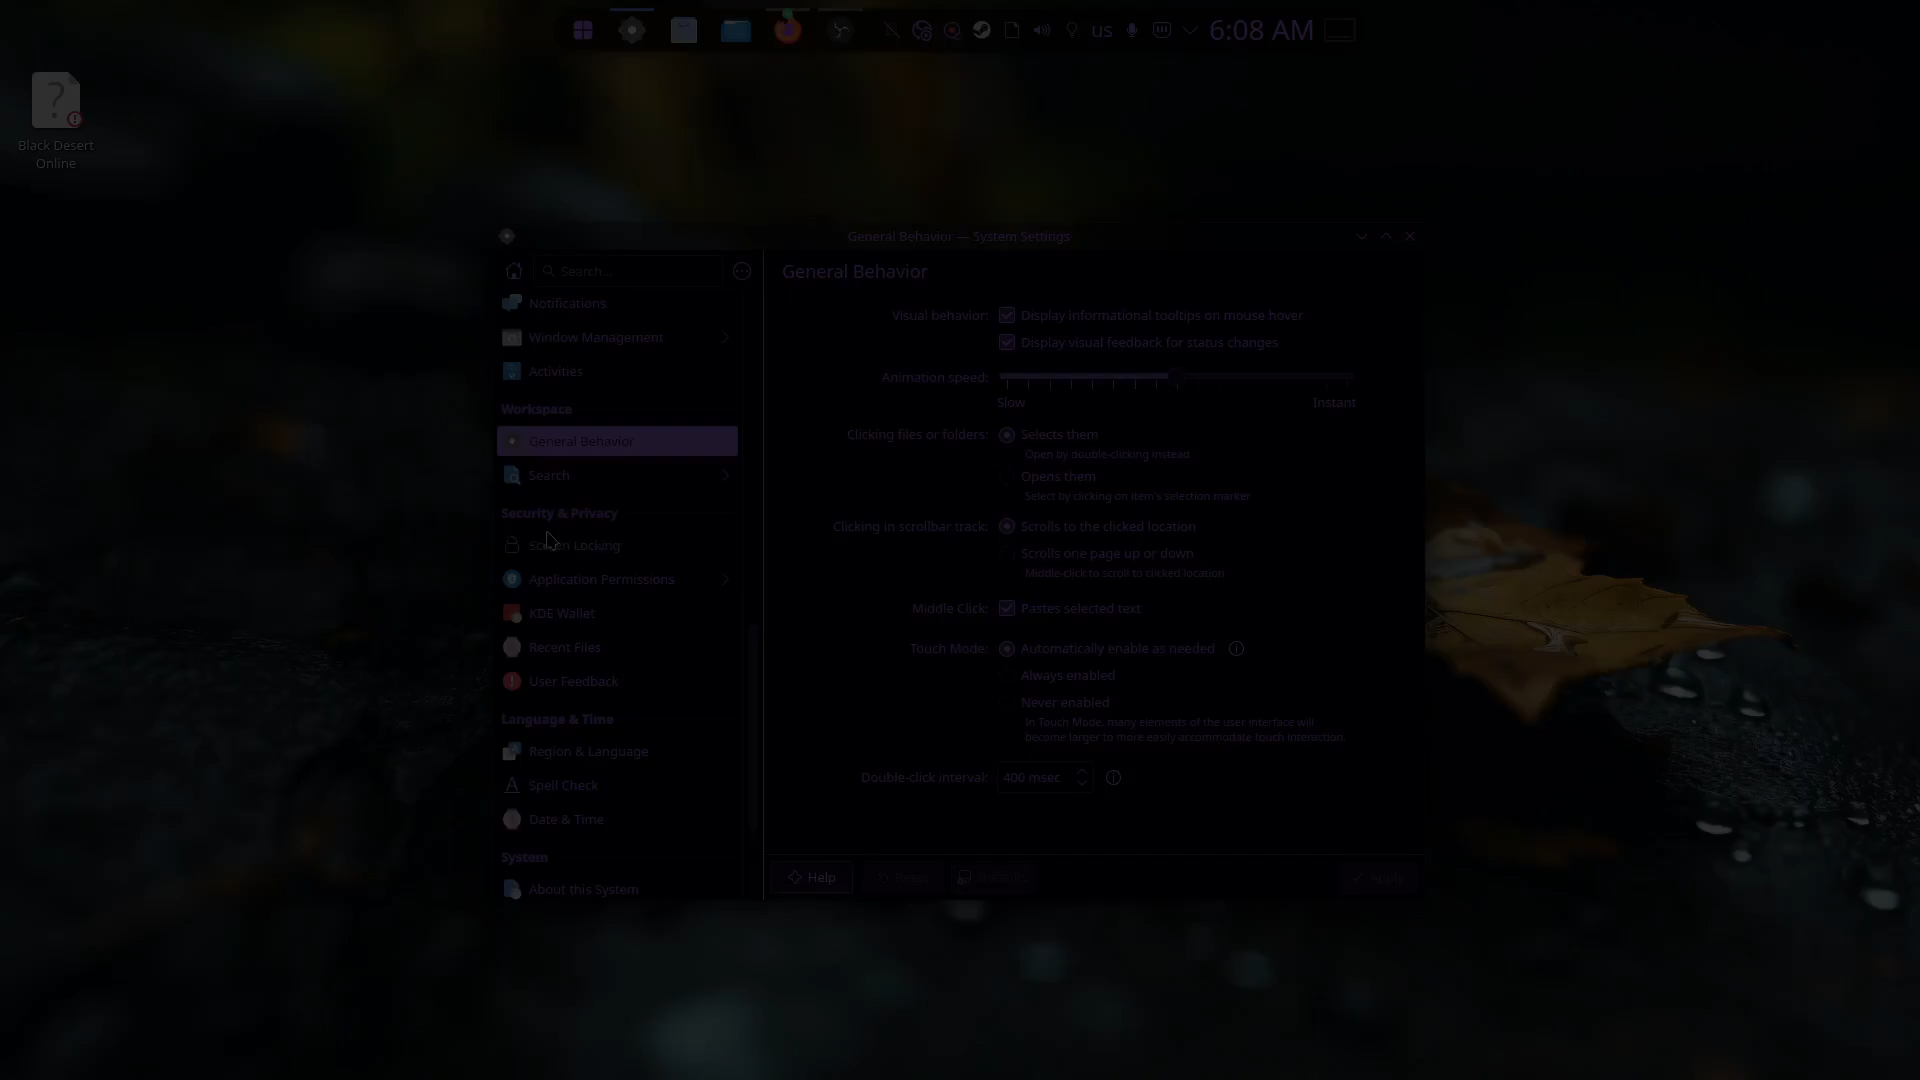 us
6:08 AM
Black Desert
Online
General Behavior — System Settings
Search...
General Behavior
Notifications
Window Management
Activities
Workspace
General Behavior
Search
Security & Privacy
Screen Locking
Application Permissions
KDE Wallet
Recent Files
User Feedback
Language & Time
Region & Language
Spell Check
Date & Time
System
About this System
Visual behavior:
Display informational tooltips on mouse hover
Display visual feedback for status changes
Animation speed:
Slow
Instant
Clicking files or folders:
Selects them
Open by double-clicking instead
Opens them
Select by clicking on item's selection marker
Clicking in scrollbar track:
Scrolls to the clicked location
Scrolls one page up or down
Middle-click to scroll to clicked location
Middle Click:
Pastes selected text
Touch Mode:
Automatically enable as needed
Always enabled
Never enabled
In Touch Mode, many elements of the user interface will
become larger to more easily accommodate touch interaction.
Double-click interval:
400 msec
Help
Reset
Apply